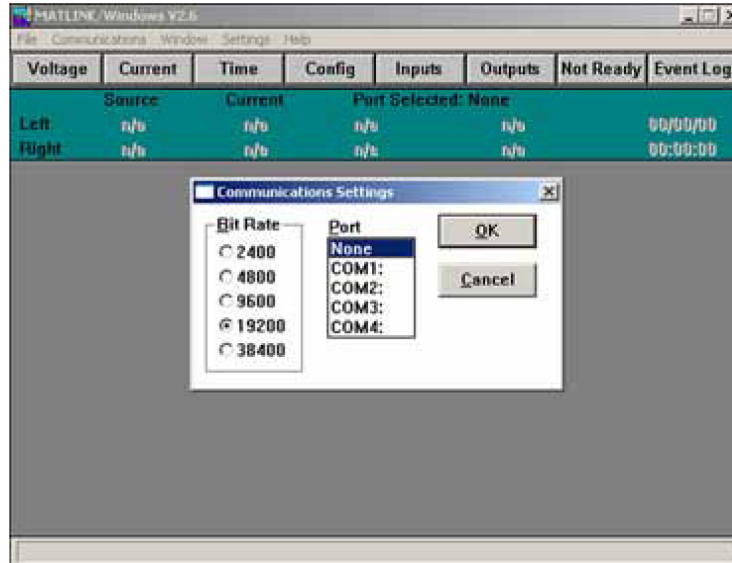 MATLINK/Windows V2.6
File Communications Window Settings Help
Voltage Current Time Config Inputs Outputs Not Ready Event Log
Source Current Port Selected: None
Left n/a n/a n/a n/a 00/00/00
Right n/a n/a n/a n/a 00:00:00
Communications Settings
Bit Rate
2400
4800
9600
19200
38400
Port
None
COM1:
COM2:
COM3:
COM4:
OK
Cancel